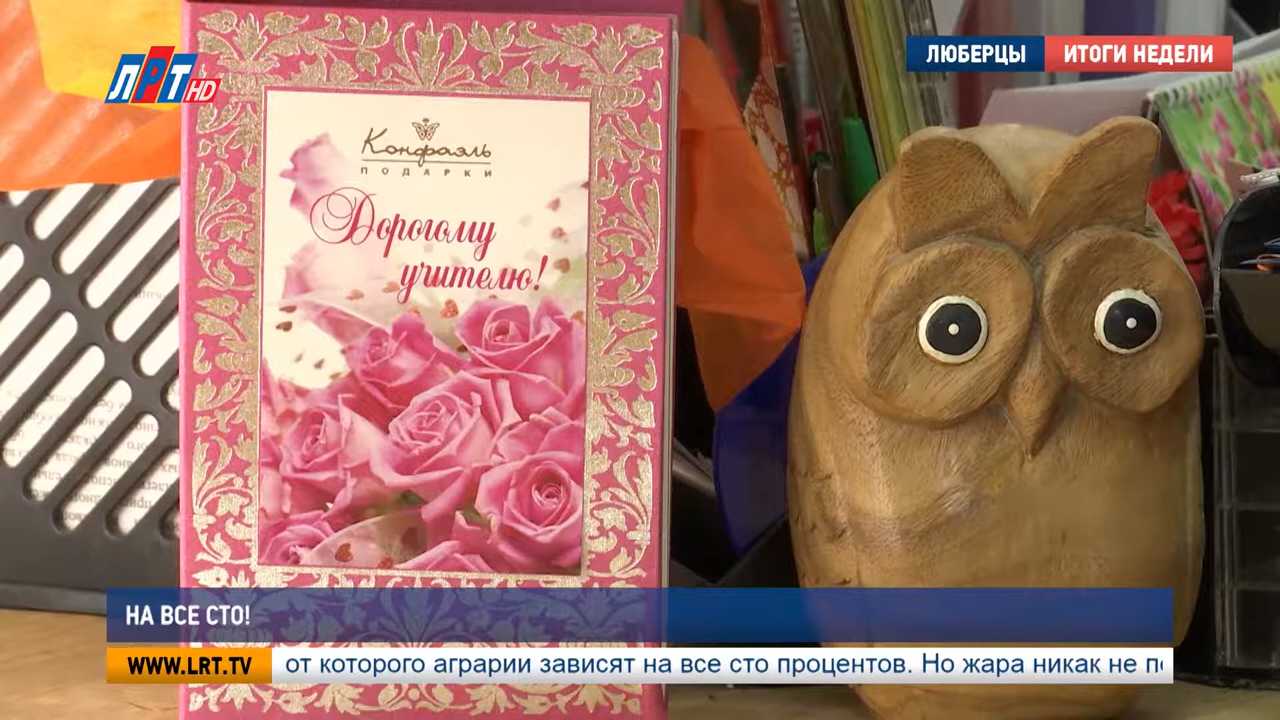 ЛРТ HD
ЛЮБЕРЦЫ ИТОГИ НЕДЕЛИ
Конфаэль
ПОДАРКИ
Дорогому
учителю!
НА ВСЕ СТО!
WWW.LRT.TV от которого аграрии зависят на все сто процентов. Но жара никак не